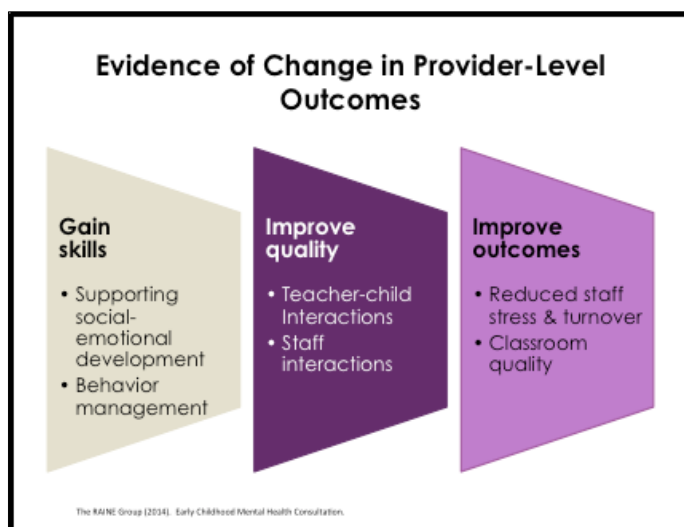 Evidence of Change in Provider-Level
Outcomes
Gain
skills
• Supporting
social-
emotional
development
• Behavior
management
Improve
quality
• Teacher-child
Interactions
• Staff
interactions
Improve
outcomes
• Reduced staff
stress & turnover
• Classroom
quality
The RAINE Group (2014). Early Childhood Mental Health Consultation.